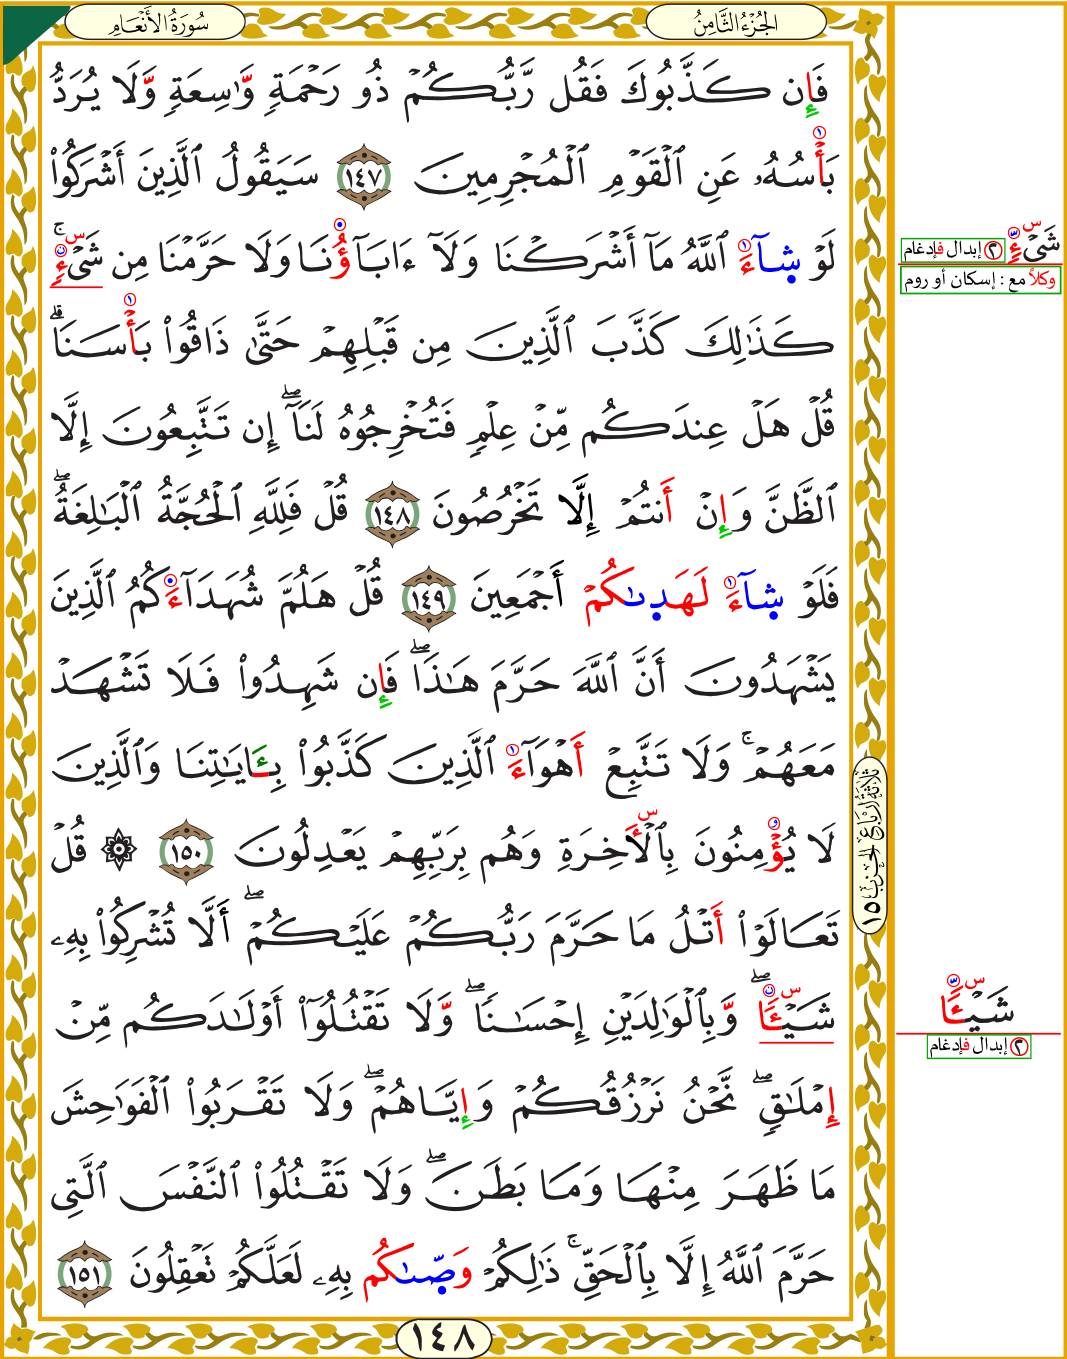 سُورَةُ الأَنْعَامِ
الجُزْءُ الثَّامِنُ
فَإِن كَذَّبُوكَ فَقُل رَّبُّكُمْ ذُو رَحْمَةٍ وَّاسِعَةٍ وَّلَا يُرَدُّ
بَأْسُهُۥ عَنِ ٱلْقَوْمِ ٱلْمُجْرِمِينَ ١٤٧ سَيَقُولُ ٱلَّذِينَ أَشْرَكُواْ
لَوْ شِآءَ ٱللَّهُ مَآ أَشْرَكْنَا وَلَآ ءَابَآؤُنَا وَلَا حَرَّمْنَا مِن شَىْءٍۚ
كَذَٰلِكَ كَذَّبَ ٱلَّذِينَ مِن قَبْلِهِمْ حَتَّىٰ ذَاقُواْ بَأْسَنَاۗ
قُلْ هَلْ عِندَكُم مِّنْ عِلْمٍ فَتُخْرِجُوهُ لَنَآۖ إِن تَتَّبِعُونَ إِلَّا
ٱلظَّنَّ وَإِنْ أَنتُمْ إِلَّا تَخْرُصُونَ ١٤٨ قُلْ فَلِلَّهِ ٱلْحُجَّةُ ٱلْبَٰلِغَةُۖ
فَلَوْ شِآءَ لَهَدِىٰكُمْ أَجْمَعِينَ ١٤٩ قُلْ هَلُمَّ شُهَدَآءَكُمُ ٱلَّذِينَ
يَشْهَدُونَ أَنَّ ٱللَّهَ حَرَّمَ هَٰذَاۖ فَإِن شَهِدُواْ فَلَا تَشْهَدْ
مَعَهُمْۚ وَلَا تَتَّبِعْ أَهْوَآءَ ٱلَّذِينَ كَذَّبُواْ بِـَٔايَٰتِنَا وَٱلَّذِينَ
لَا يُؤْمِنُونَ بِٱلْأَخِرَةِ وَهُم بِرَبِّهِمْ يَعْدِلُونَ ١٥٠ ۞ قُلْ
تَعَالَوْاْ أَتْلُ مَا حَرَّمَ رَبُّكُمْ عَلَيْكُمْۖ أَلَّا تُشْرِكُواْ بِهِۦ
شَيْـًٔاۖ وَّبِٱلْوَٰلِدَيْنِ إِحْسَٰنًاۖ وَّلَا تَقْتُلُوٓاْ أَوْلَٰدَكُم مِّنْ
إِمْلَٰقٍۖ نَّحْنُ نَرْزُقُكُمْ وَإِيَّاهُمْۖ وَلَا تَقْرَبُواْ ٱلْفَوَٰحِشَ
مَا ظَهَرَ مِنْهَا وَمَا بَطَنَۖ وَلَا تَقْتُلُواْ ٱلنَّفْسَ ٱلَّتِى
حَرَّمَ ٱللَّهُ إِلَّا بِٱلْحَقِّۚ ذَٰلِكُمْ وَصِّىٰكُم بِهِۦ لَعَلَّكُمْ تَعْقِلُونَ ١٥١
١٤٨
شَىْءٍ س
٢ إبدال فإدغام
وكلاً مع : إسكان أو روم
ثلاثة أرباع الحزب ١٥
شَيْـًٔا س
٢ إبدال فإدغام